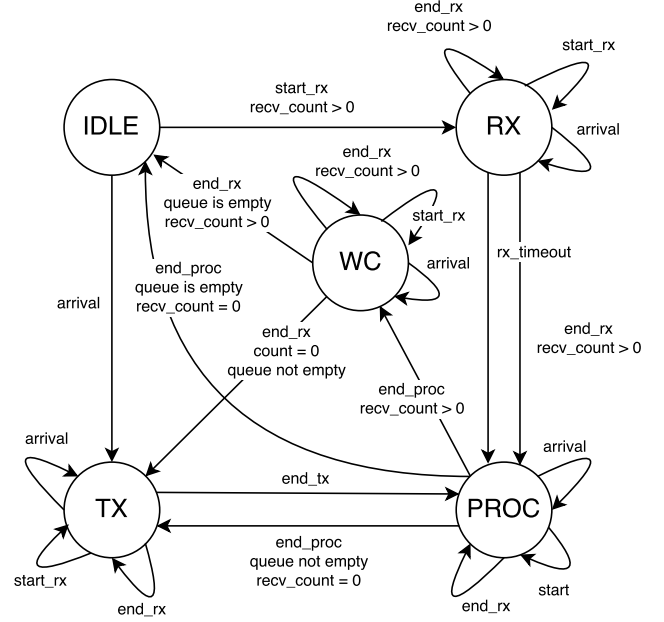 end_rx
recv_count > 0
start_rx
start_rx
recv_count > 0
IDLE
RX
arrival
end_rx
recv_count > 0
end_rx
queue is empty
recv_count > 0
start_rx
WC
arrival
rx_timeout
end_proc
queue is empty
recv_count = 0
arrival
end_rx
count = 0
queue not empty
end_rx
recv_count > 0
end_proc
recv_count > 0
arrival
arrival
end_tx
TX
PROC
end_proc
queue not empty
recv_count = 0
start_rx
start
end_rx
end_rx